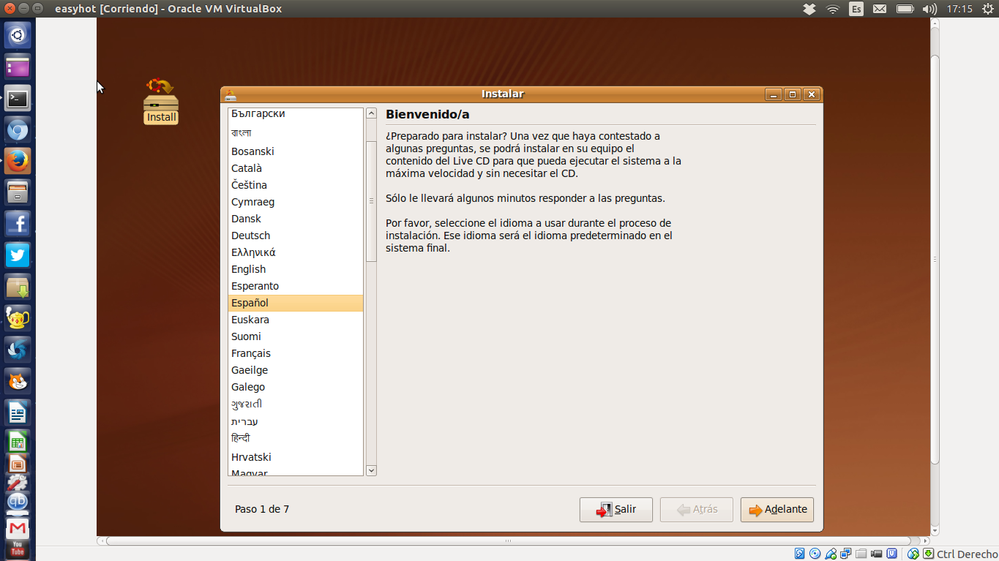 easyhot [Corriendo] - Oracle VM VirtualBox
Es
17:15
Install
Instalar
Български
বাংলা
Bosanski
Català
Čeština
Cymraeg
Dansk
Deutsch
Ελληνικά
English
Esperanto
Español
Euskara
Suomi
Français
Gaeilge
Galego
ગુજરાતી
עברית
हिन्दी
Hrvatski
Magyar
Bienvenido/a
¿Preparado para instalar? Una vez que haya contestado a
algunas preguntas, se podrá instalar en su equipo el
contenido del Live CD para que pueda ejecutar el sistema a la
máxima velocidad y sin necesitar el CD.
Sólo le llevará algunos minutos responder a las preguntas.
Por favor, seleccione el idioma a usar durante el proceso de
instalación. Ese idioma será el idioma predeterminado en el
sistema final.
Paso 1 de 7
Salir
Atrás
Adelante
qb
You
Tube
Ctrl Derecho